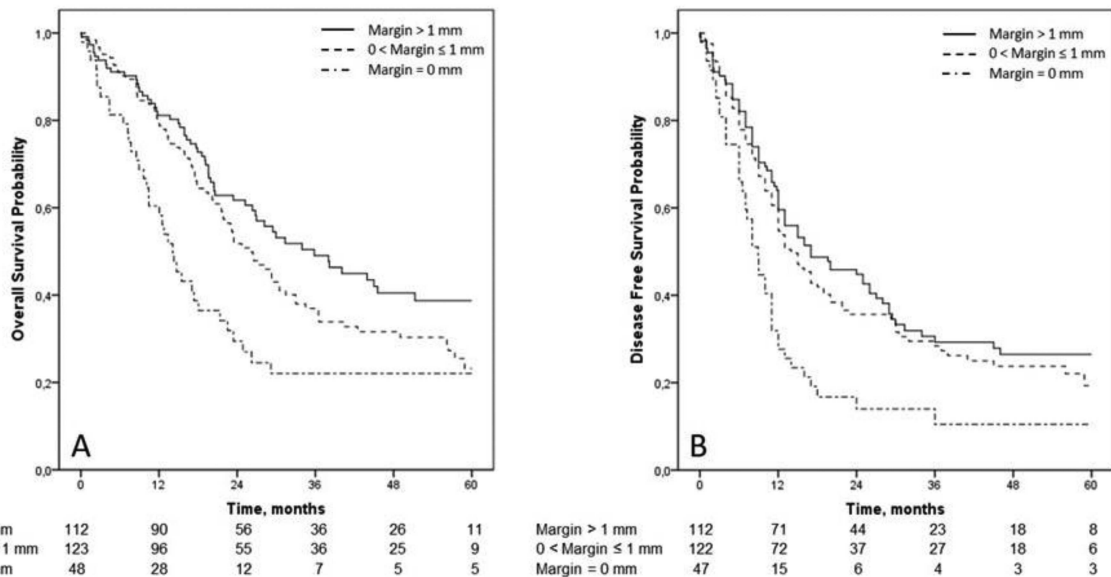 Margin > 1 mm
0 < Margin ≤ 1 mm
Margin = 0 mm
1,0
0,8
0,6
0,4
0,2
0,0
Overall Survival Probability
A
0 12 24 36 48 60
Time, months
m 112 90 56 36 26 11
1 mm 123 96 55 36 25 9
m 48 28 12 7 5 5
Margin > 1 mm
0 < Margin ≤ 1 mm
Margin = 0 mm
1,0
0,8
0,6
0,4
0,2
0,0
Disease Free Survival Probability
B
0 12 24 36 48 60
Time, months
Margin > 1 mm 112 71 44 23 18 8
0 < Margin ≤ 1 mm 122 72 37 27 18 6
Margin = 0 mm 47 15 6 4 3 3